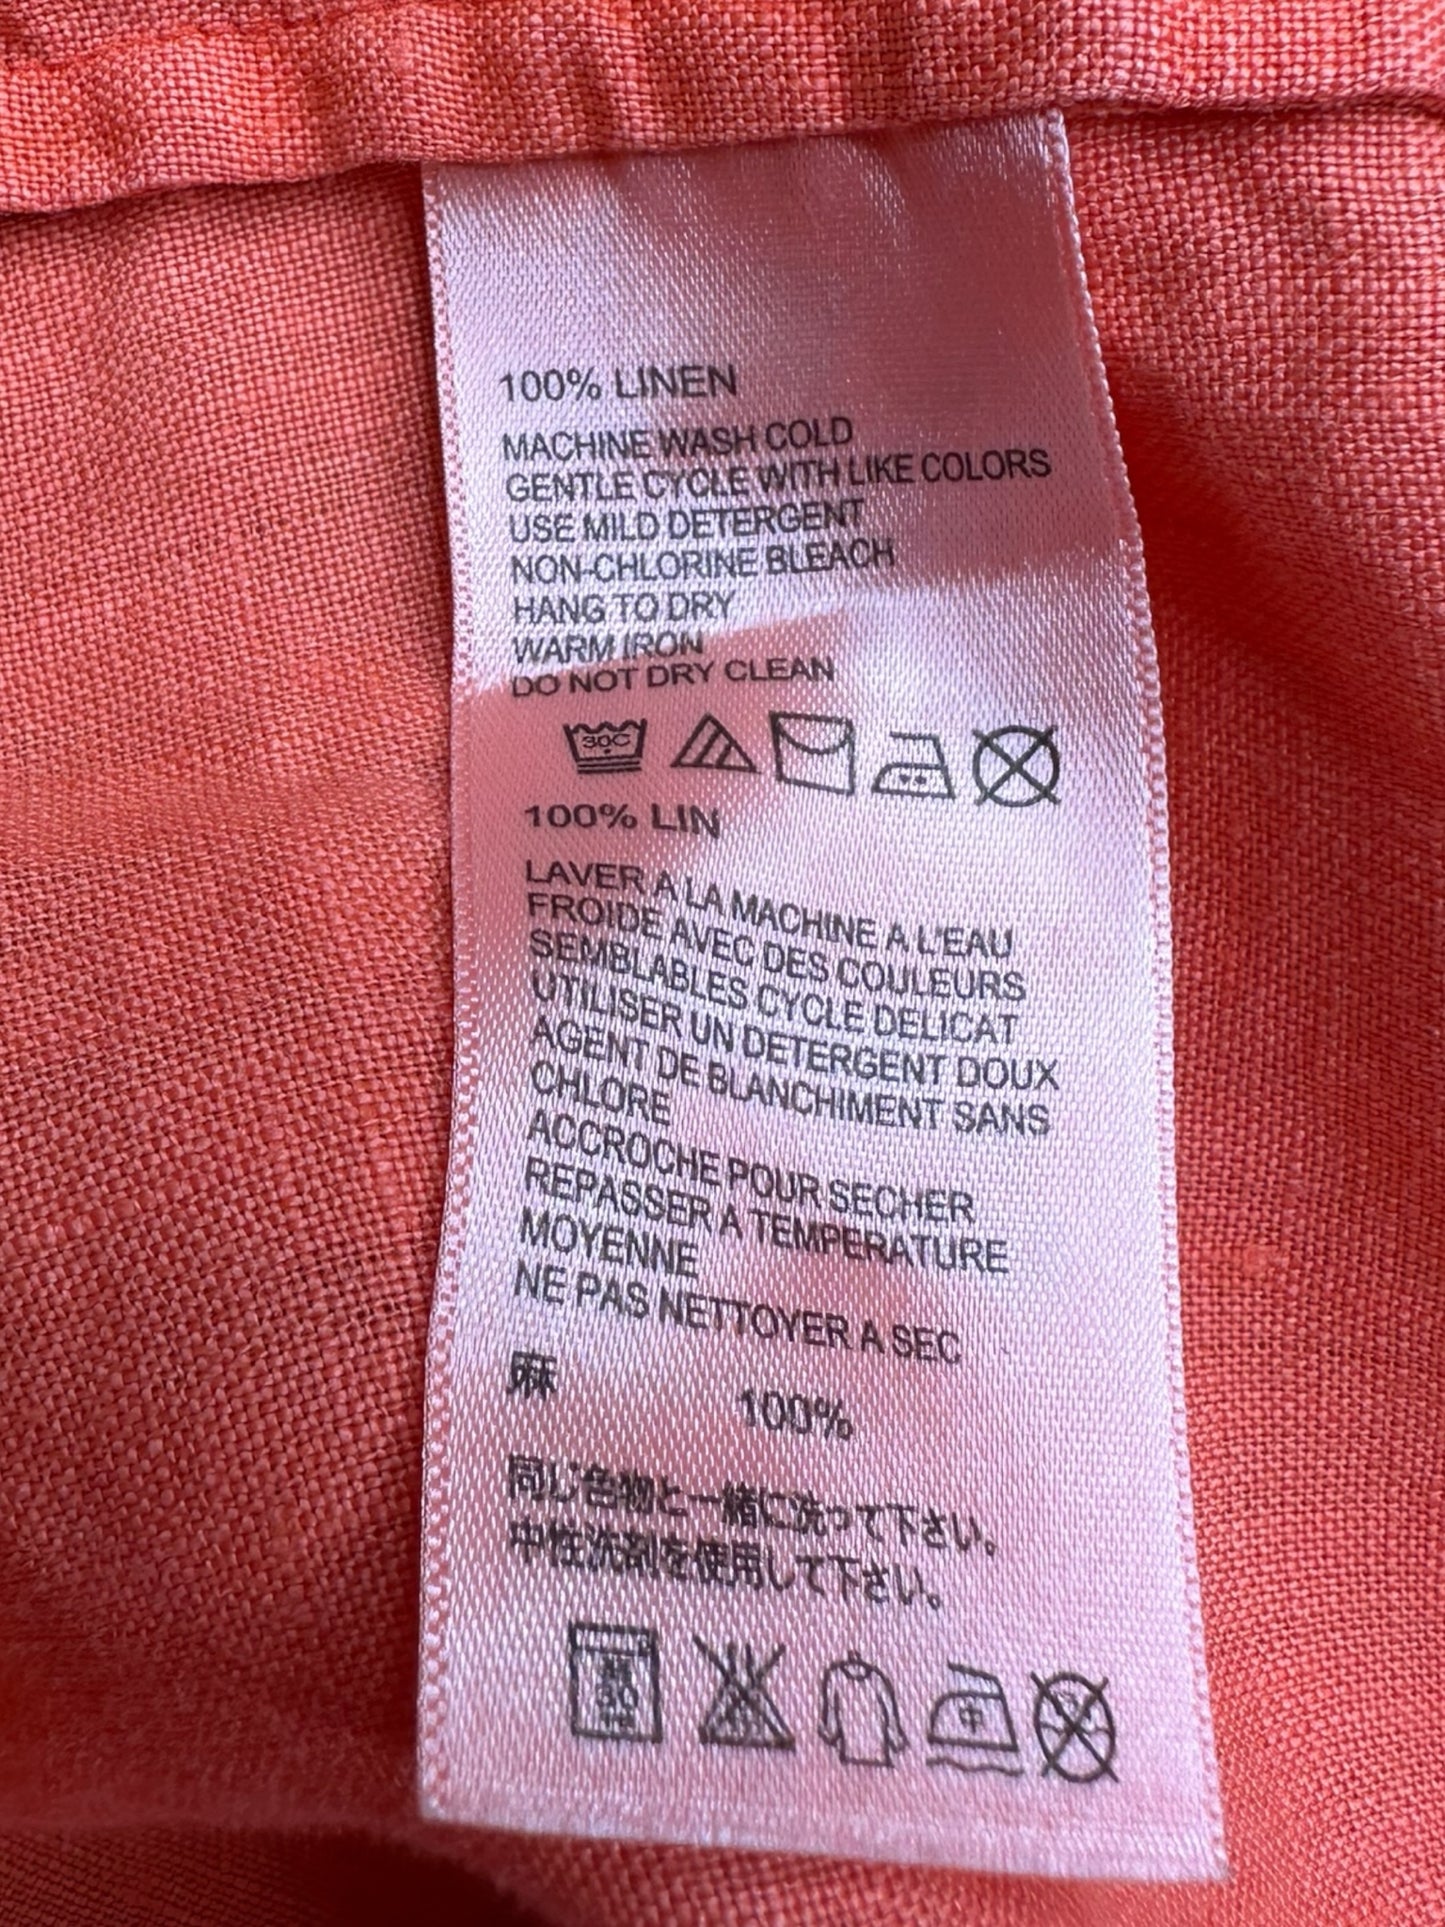 100% LINEN
MACHINE WASH COLD
GENTLE CYCLE WITH LIKE COLORS
USE MILD DETERGENT
NON-CHLORINE BLEACH
HANG TO DRY
WARM IRON
DO NOT DRY CLEAN
30C
100% LIN
LAVER A LA MACHINE A L'EAU
FROIDE AVEC DES COULEURS
SEMBLABLES CYCLE DELICAT
UTILISER UN DETERGENT DOUX
AGENT DE BLANCHIMENT SANS
CHLORE
ACCROCHE POUR SECHER
REPASSER A TEMPERATURE
MOYENNE
NE PAS NETTOYER A SEC
麻 100%
同じ色物と一緒に洗って下さい。
中性洗剤を使用して下さい。
30 中